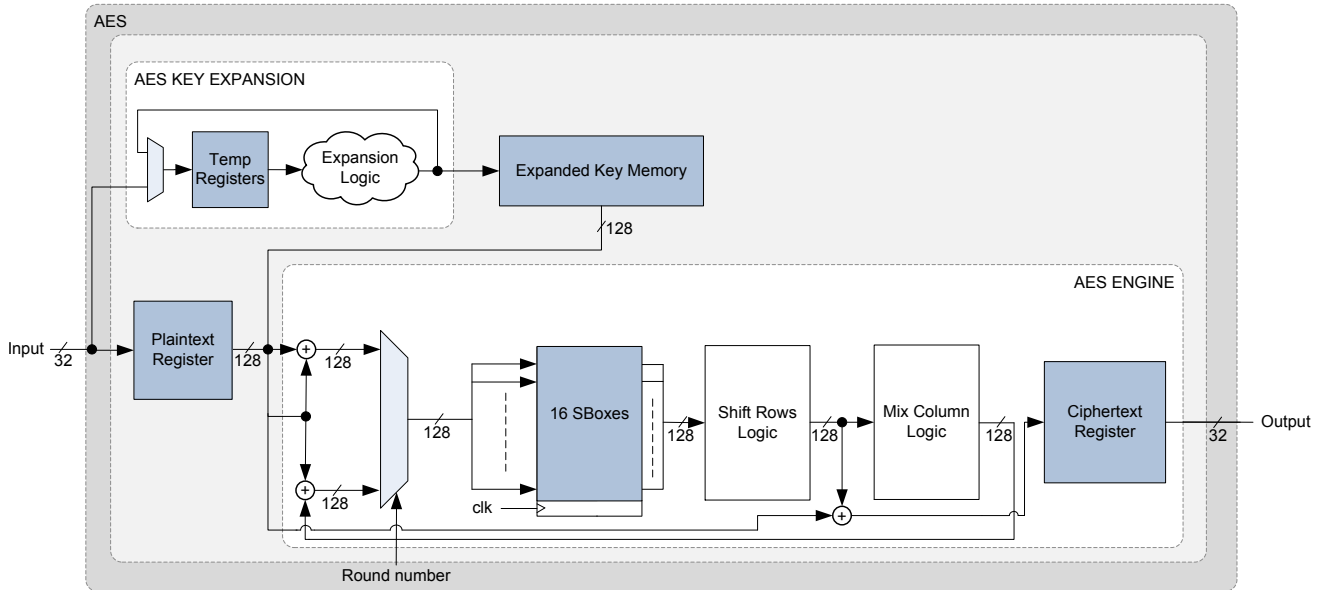 AES
AES KEY EXPANSION
Temp
Registers
Expansion
Logic
Expanded Key Memory
128
AES ENGINE
Input
32
Plaintext
Register
128
128
128
128
clk
16 SBoxes
128
Shift Rows
Logic
128
Mix Column
Logic
128
Ciphertext
Register
32
Output
Round number